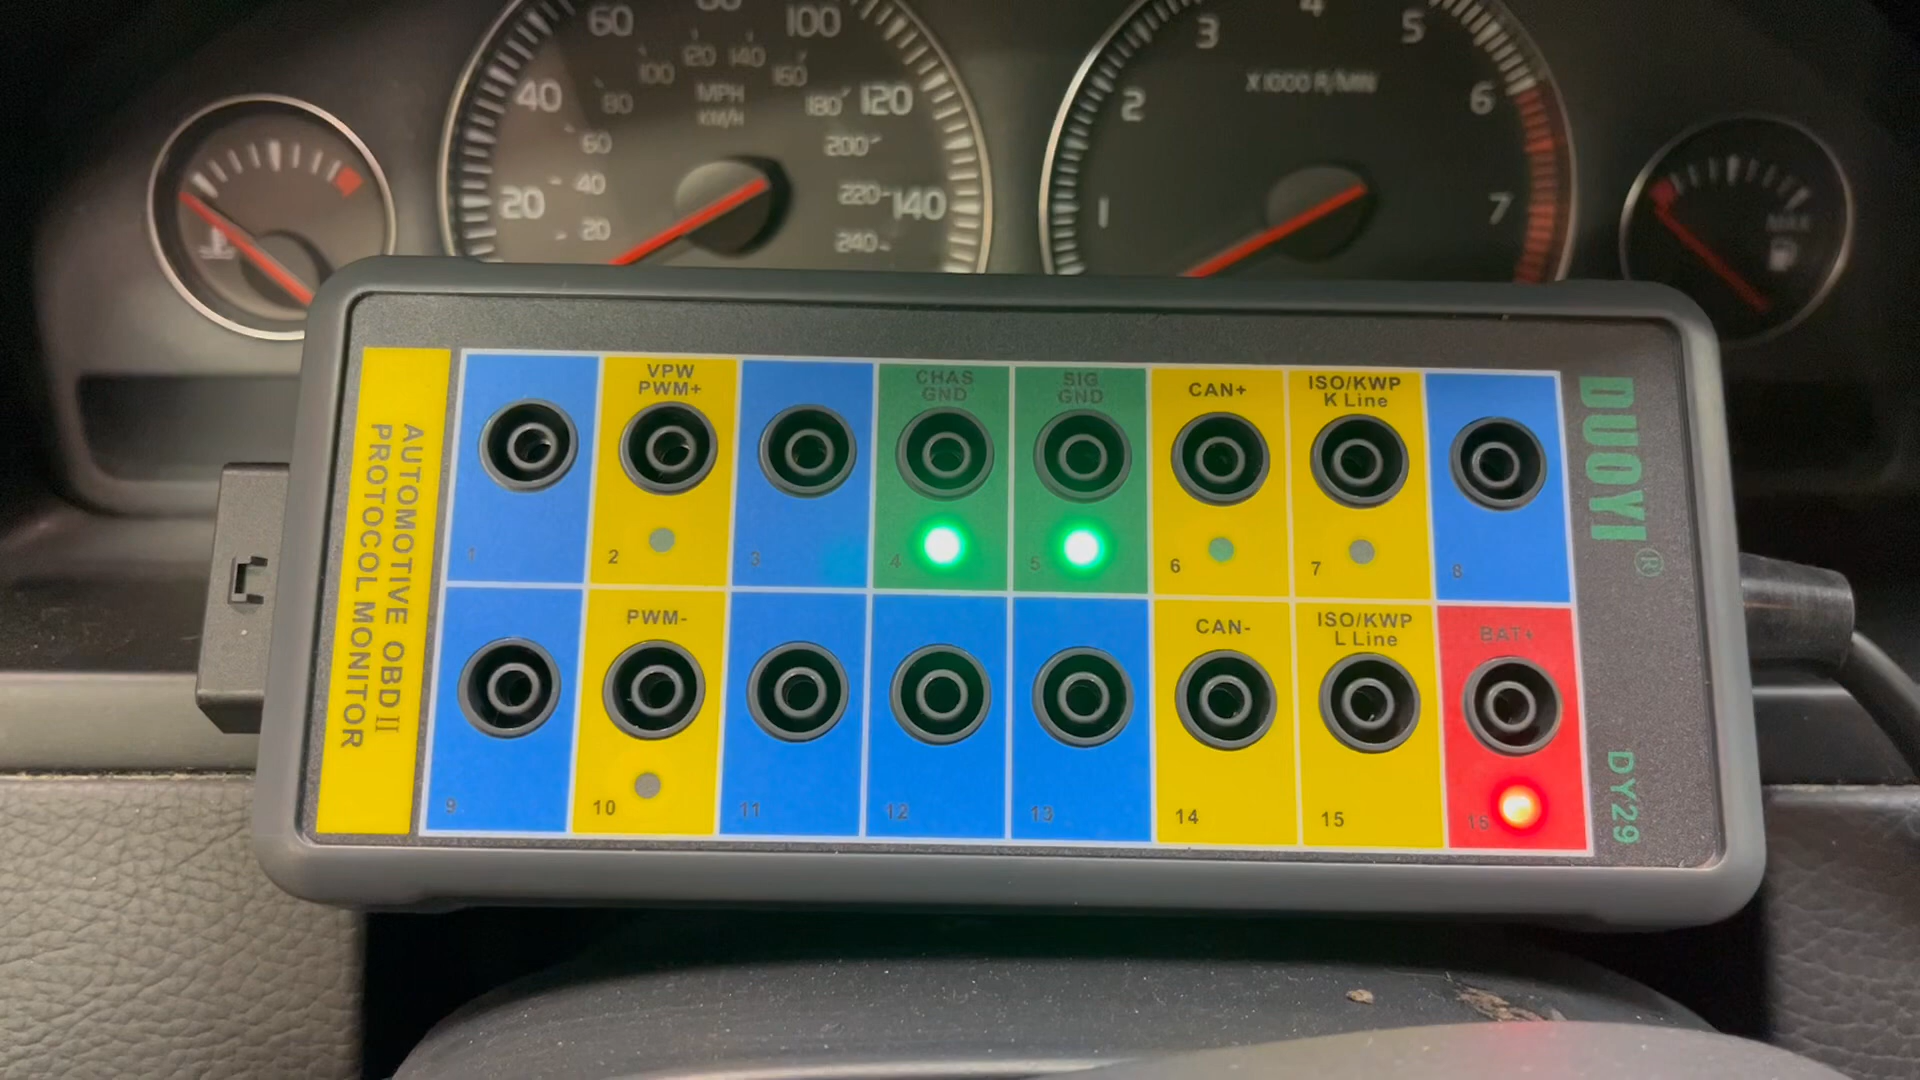 60
80
100
40
120
20
140
100
120
140
160
80
180
60
200
40
220
20
240
MPH
KM/H
1
2
3
4
5
6
7
X1000 R/MIN
MAX
AUTOMOTIVE OBD II
PROTOCOL MONITOR
1
VPW
PWM+
2
3
CHAS
GND
4
SIG
GND
5
CAN+
6
ISO/KWP
K Line
7
8
9
PWM-
10
11
12
13
CAN-
14
ISO/KWP
L Line
15
BAT+
16
DUOYI ®
DY29